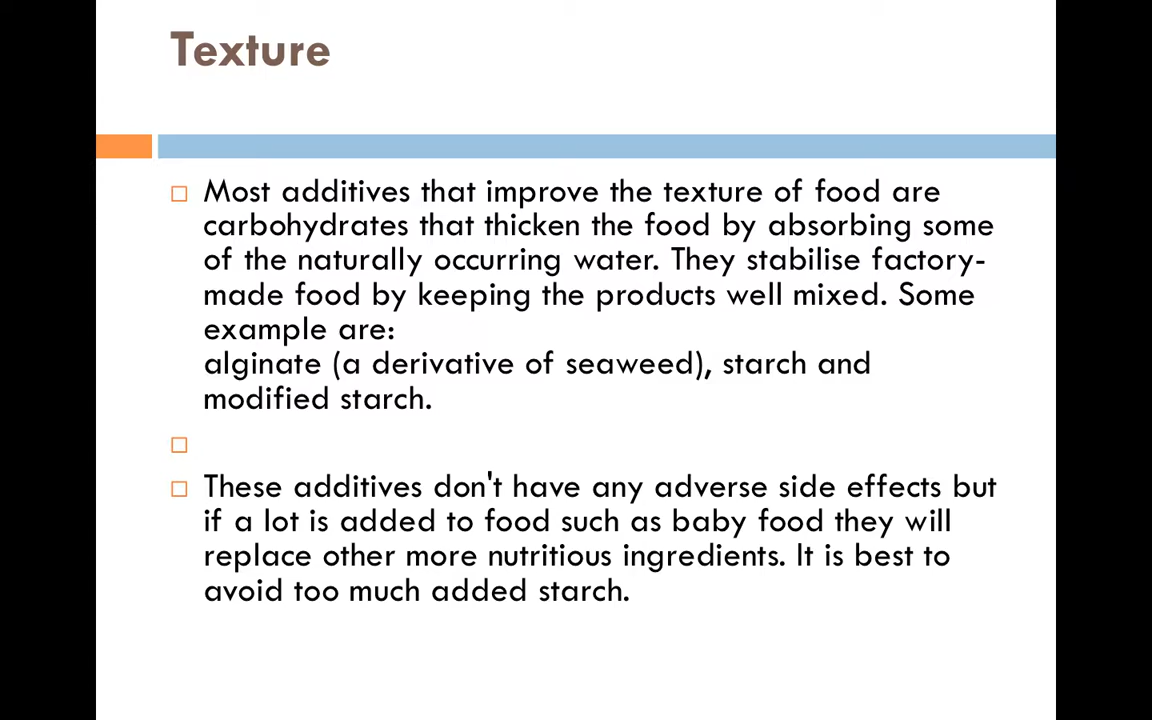 Texture
Most additives that improve the texture of food are
carbohydrates that thicken the food by absorbing some
of the naturally occurring water. They stabilise factory-
made food by keeping the products well mixed. Some
example are:
alginate (a derivative of seaweed), starch and
modified starch.
These additives don't have any adverse side effects but
if a lot is added to food such as baby food they will
replace other more nutritious ingredients. It is best to
avoid too much added starch.